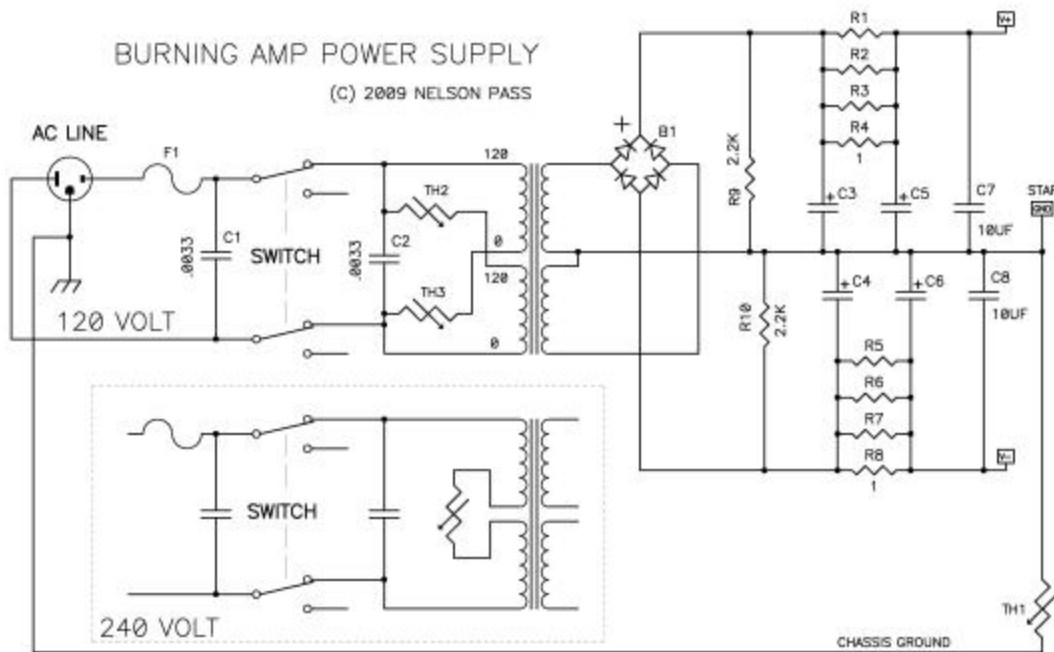 BURNING AMP POWER SUPPLY
(C) 2009 NELSON PASS
AC LINE
F1
C1
.0033
SWITCH
120 VOLT
TH2
C2
.0033
TH3
120
0
120
0
+
B1
R9
2.2K
R10
2.2K
R1
R2
R3
R4
1
+
C3
+
C5
C7
10UF
+
C4
+
C6
C8
10UF
R5
R6
R7
R8
1
V+
V-
STAR
GND
TH1
CHASSIS GROUND
SWITCH
240 VOLT